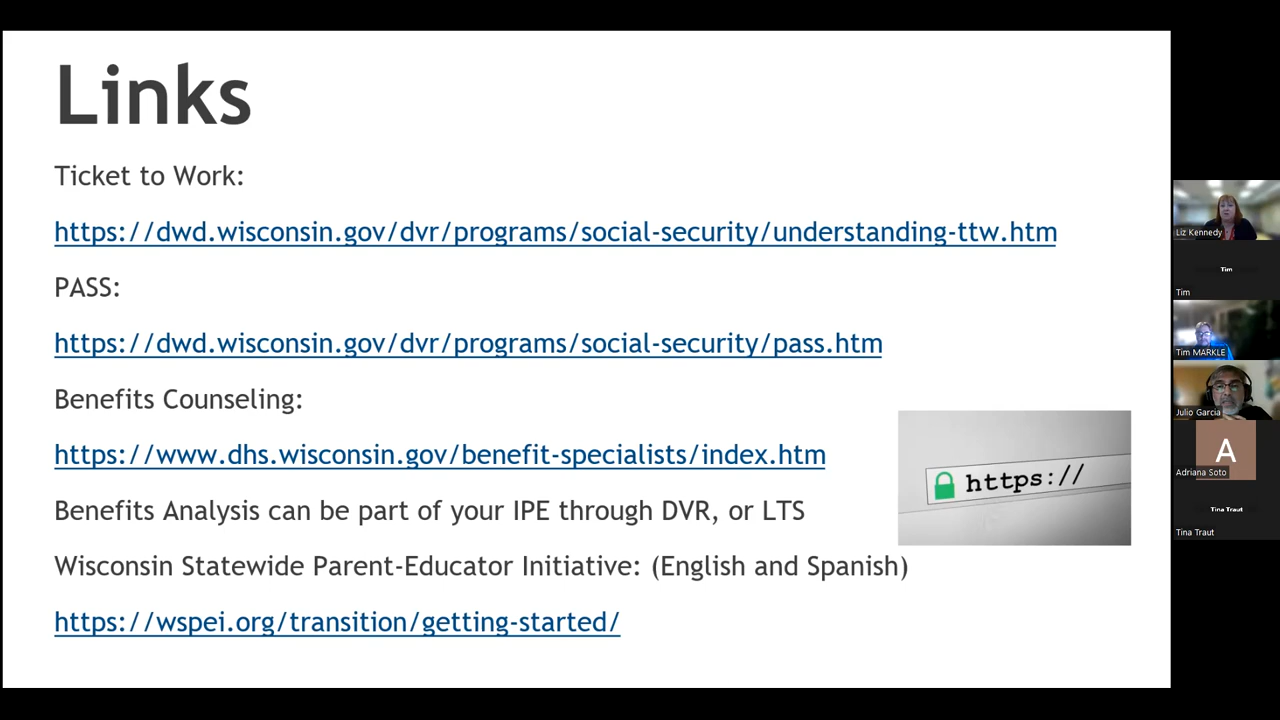 Links
Ticket to Work:
https://dwd.wisconsin.gov/dvr/programs/social-security/understanding-ttw.htm
PASS:
https://dwd.wisconsin.gov/dvr/programs/social-security/pass.htm
Benefits Counseling:
https://www.dhs.wisconsin.gov/benefit-specialists/index.htm
Benefits Analysis can be part of your IPE through DVR, or LTS
Wisconsin Statewide Parent-Educator Initiative: (English and Spanish)
https://wspei.org/transition/getting-started/
https://
Liz Kennedy
Tim
Tim
Tim MARKLE
Julio Garcia
A
Adriana Soto
Tina Traut
Tina Traut